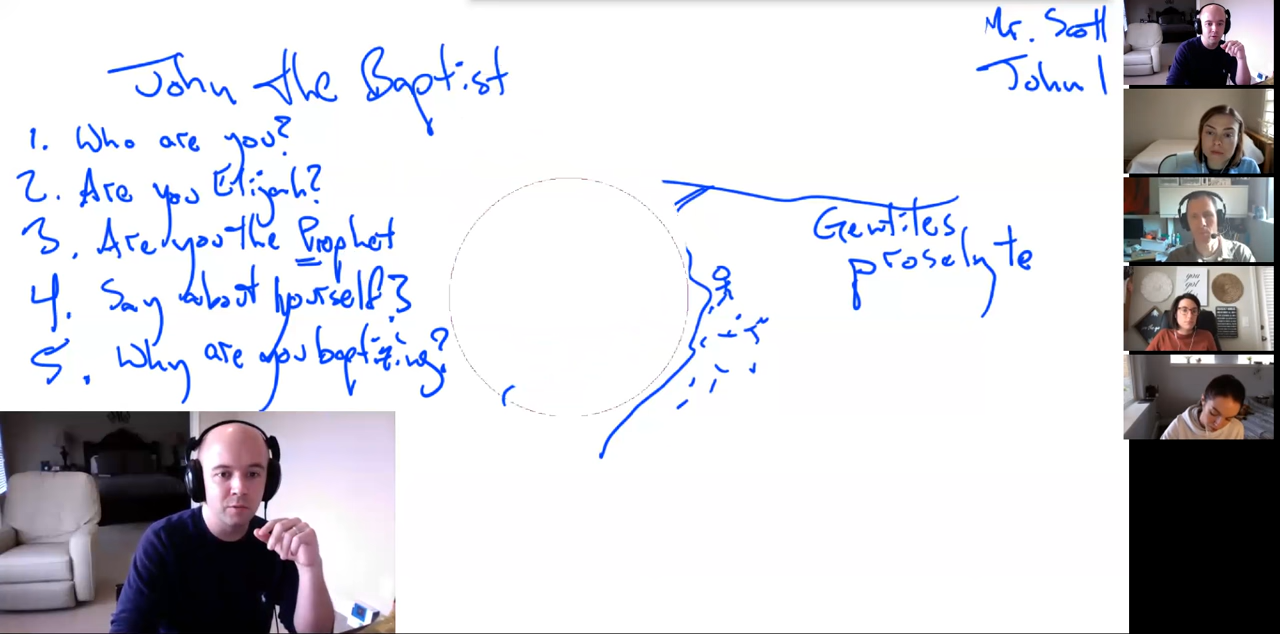 Mr. Scott
John 1
John the Baptist
1. Who are you?
2. Are you Elijah?
3. Are you the Prophet
4. Say about yourself?
5. Why are you baptizing?
Gentiles
proselyte